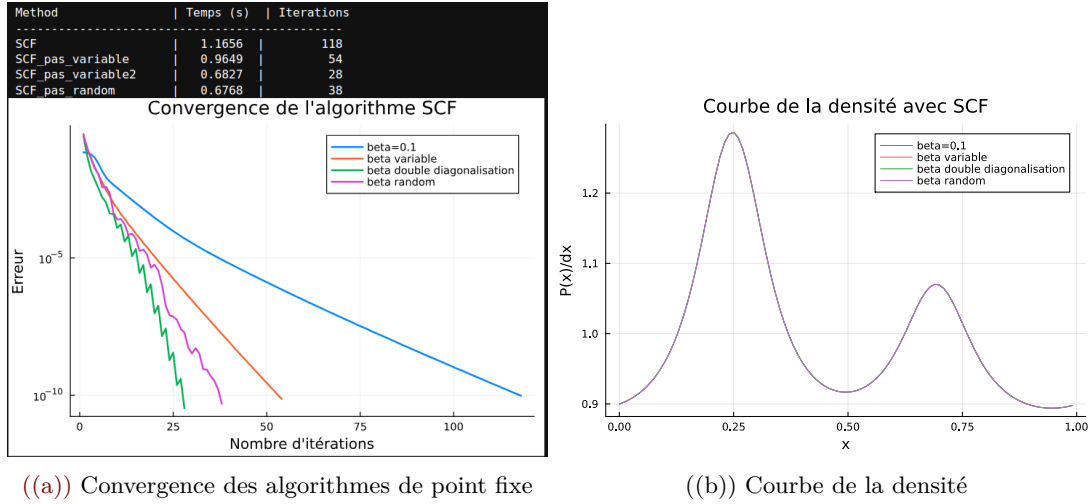 Method | Temps (s) | Iterations
----------------------------------------------
SCF | 1.1656 | 118
SCF_pas_variable | 0.9649 | 54
SCF_pas_variable2 | 0.6827 | 28
SCF_pas_random | 0.6768 | 38
Convergence de l'algorithme SCF
beta=0.1
beta variable
beta double diagonalisation
beta random
Erreur
10⁻⁵
10⁻¹⁰
0 25 50 75 100
Nombre d'itérations
((a)) Convergence des algorithmes de point fixe
Courbe de la densité avec SCF
beta=0.1
beta variable
beta double diagonalisation
beta random
P(x)/dx
1.2
1.1
1.0
0.9
0.00 0.25 0.50 0.75 1.00
x
((b)) Courbe de la densité